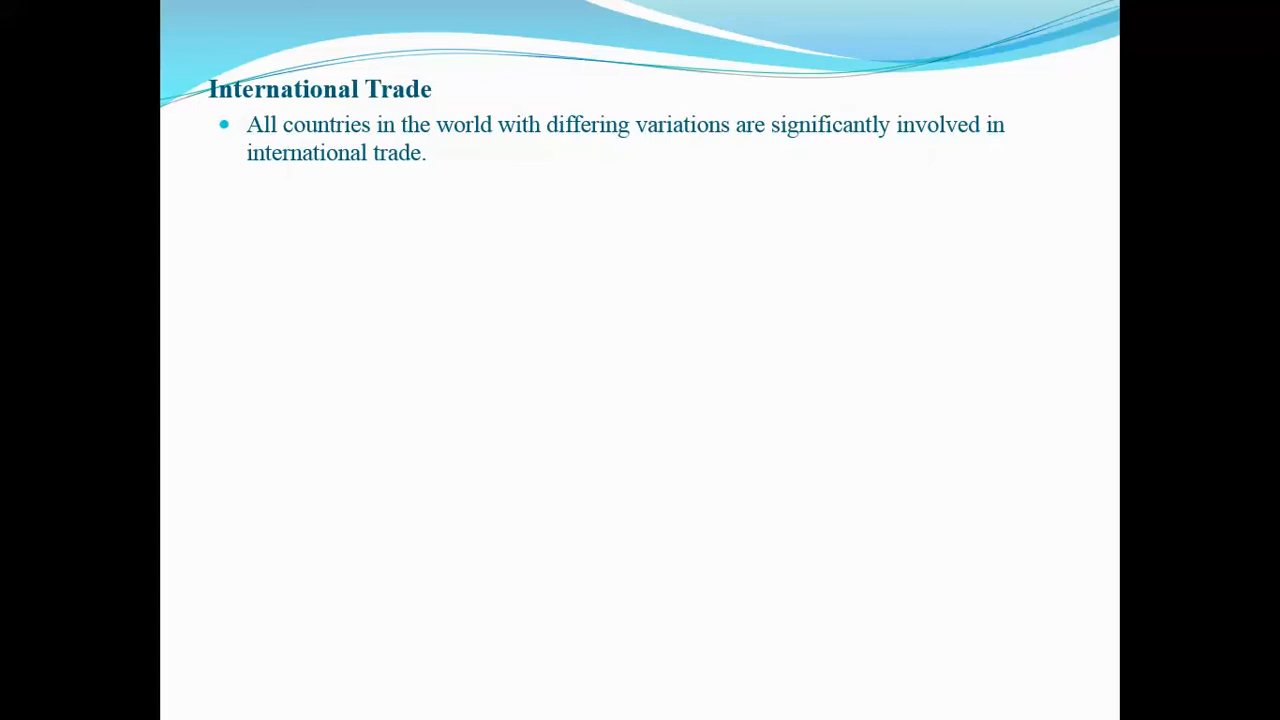 International Trade
All countries in the world with differing variations are significantly involved in
international trade.